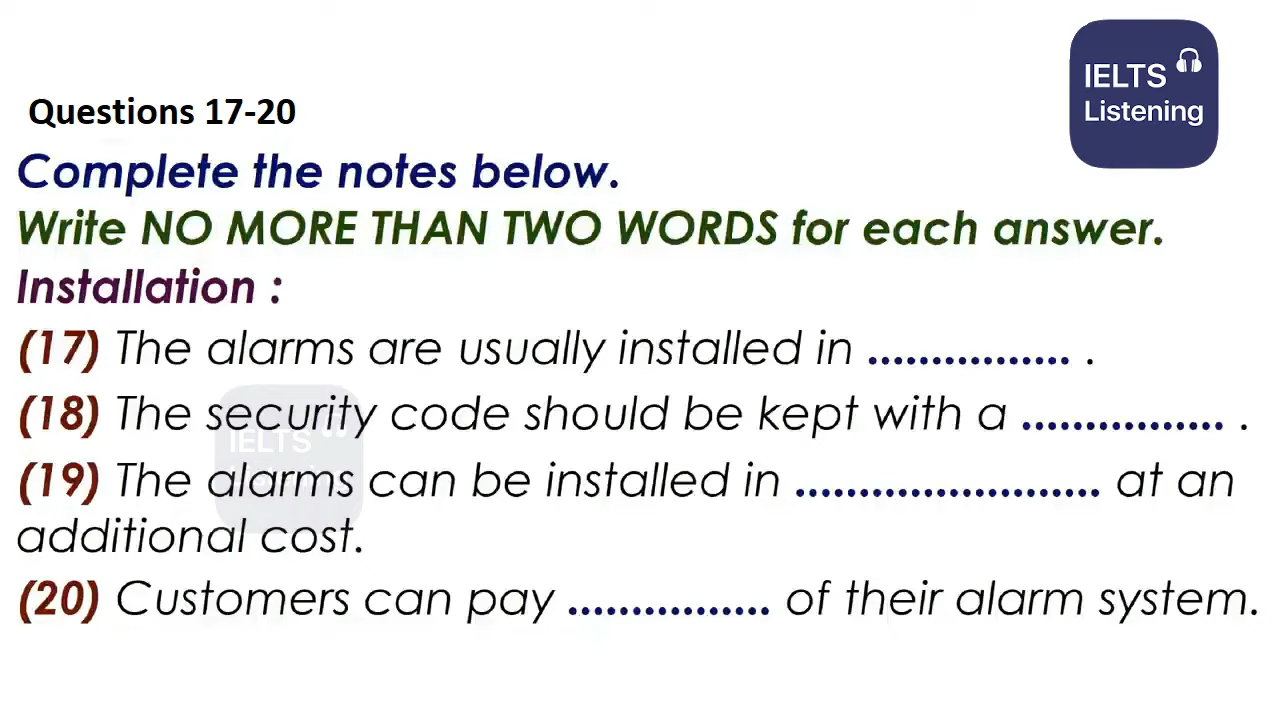 IELTS
Listening
Questions 17-20
Complete the notes below.
Write NO MORE THAN TWO WORDS for each answer.
Installation :
(17) The alarms are usually installed in ................ .
(18) The security code should be kept with a ................ .
IELTS
Listening
(19) The alarms can be installed in ........................ at an
additional cost.
(20) Customers can pay ................ of their alarm system.